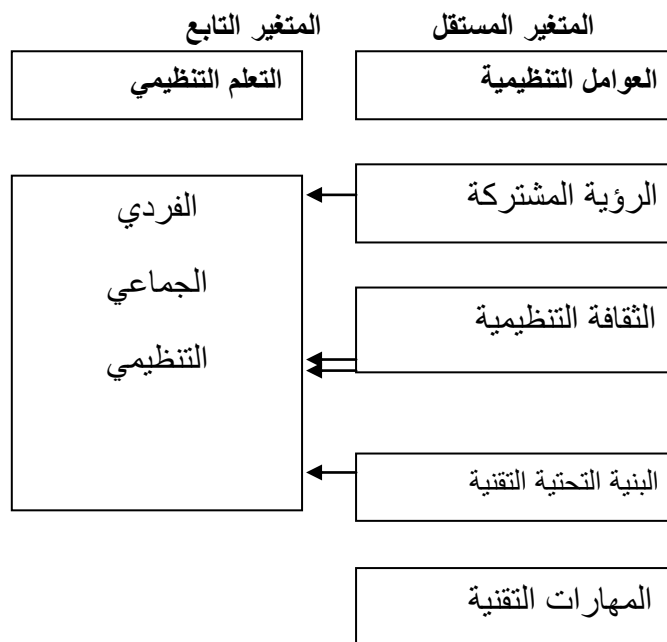 المتغير المستقل
المتغير التابع
العوامل التنظيمية
التعلم التنظيمي
الرؤية المشتركة
الفردي
الجماعي
الثقافة التنظيمية
التنظيمي
البنية التحتية التقنية
المهارات التقنية